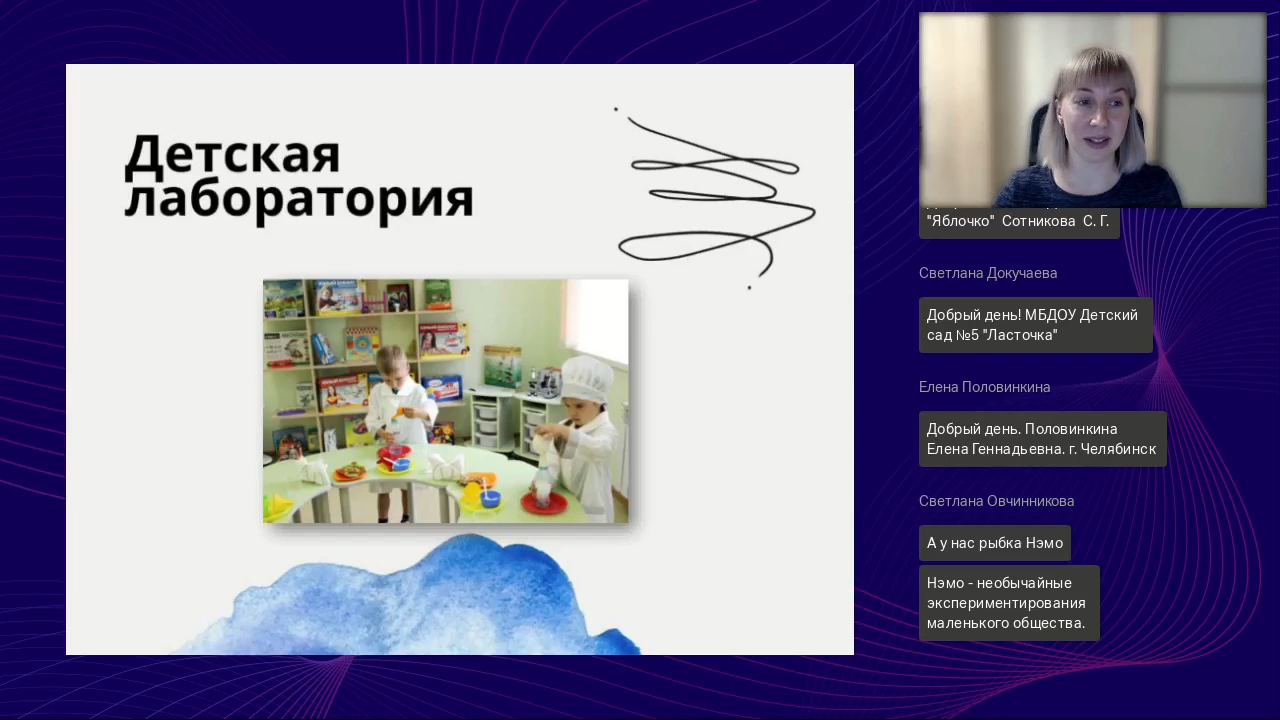 Детская
лаборатория
"Яблочко" Сотникова С. Г.
Светлана Докучаева
Добрый день! МБДОУ Детский
сад №5 "Ласточка"
Елена Половинкина
Добрый день. Половинкина
Елена Геннадьевна. г. Челябинск
Светлана Овчинникова
А у нас рыбка Нэмо
Нэмо - необычайные
экспериментирования
маленького общества.